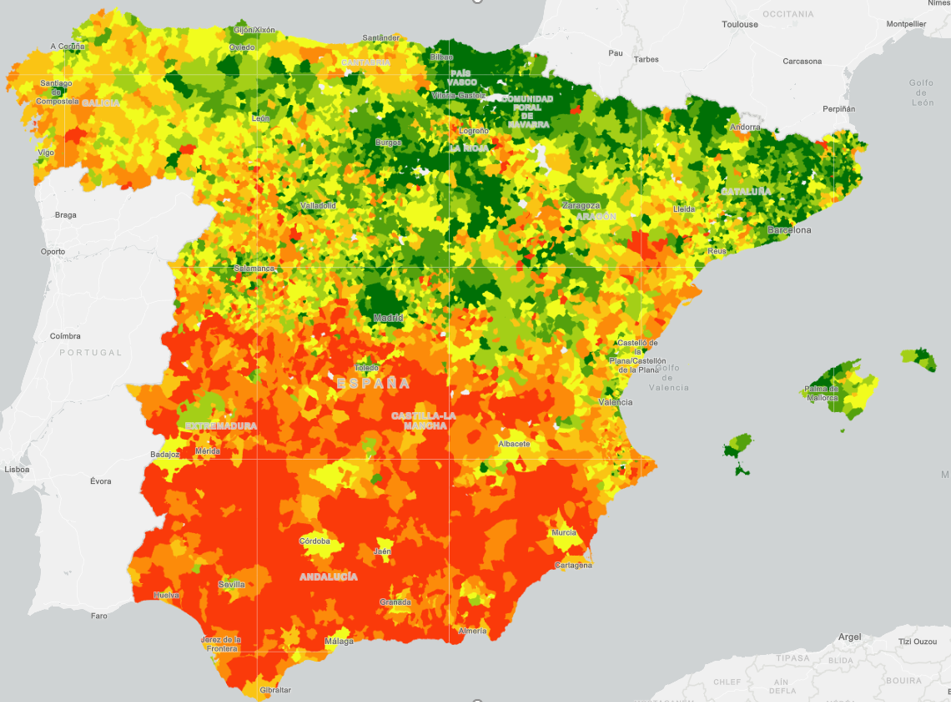 Nimes
OCCITANIA
Toulouse
Montpellier
Gijón/Xixón
A Coruña
Oviedo
Santander
CANTABRIA
Bilbao
Pau
Tarbes
Carcasona
PAÍS
VASCO
Santiago
de
Compostela
GALICIA
Vitoria-Gasteiz
COMUNIDAD
FORAL
DE
NAVARRA
Golfo
de
León
Perpiñán
León
Andorra
Logroño
LA RIOJA
Burgos
Vigo
CATALUÑA
Braga
Valladolid
Zaragoza
ARAGÓN
Lleida
Barcelona
Oporto
Reus
Salamanca
Madrid
Coímbra
PORTUGAL
Castelló de
la
Plana/Castellón
de la Plana
Toledo
ESPAÑA
Golfo
de
Valencia
Palma de
Mallorca
Valencia
EXTREMADURA
CASTILLA-LA
MANCHA
Albacete
Badajoz
Mérida
Lisboa
Évora
M
Murcia
Córdoba
Jaén
Cartagena
ANDALUCÍA
Sevilla
Huelva
Granada
Faro
Almería
Jerez de la
Frontera
Málaga
Argel
Tizi Ouzou
TIPASA
BLIDA
CHLEF
AÍN
DEFLA
BOUIRA
Gibraltar